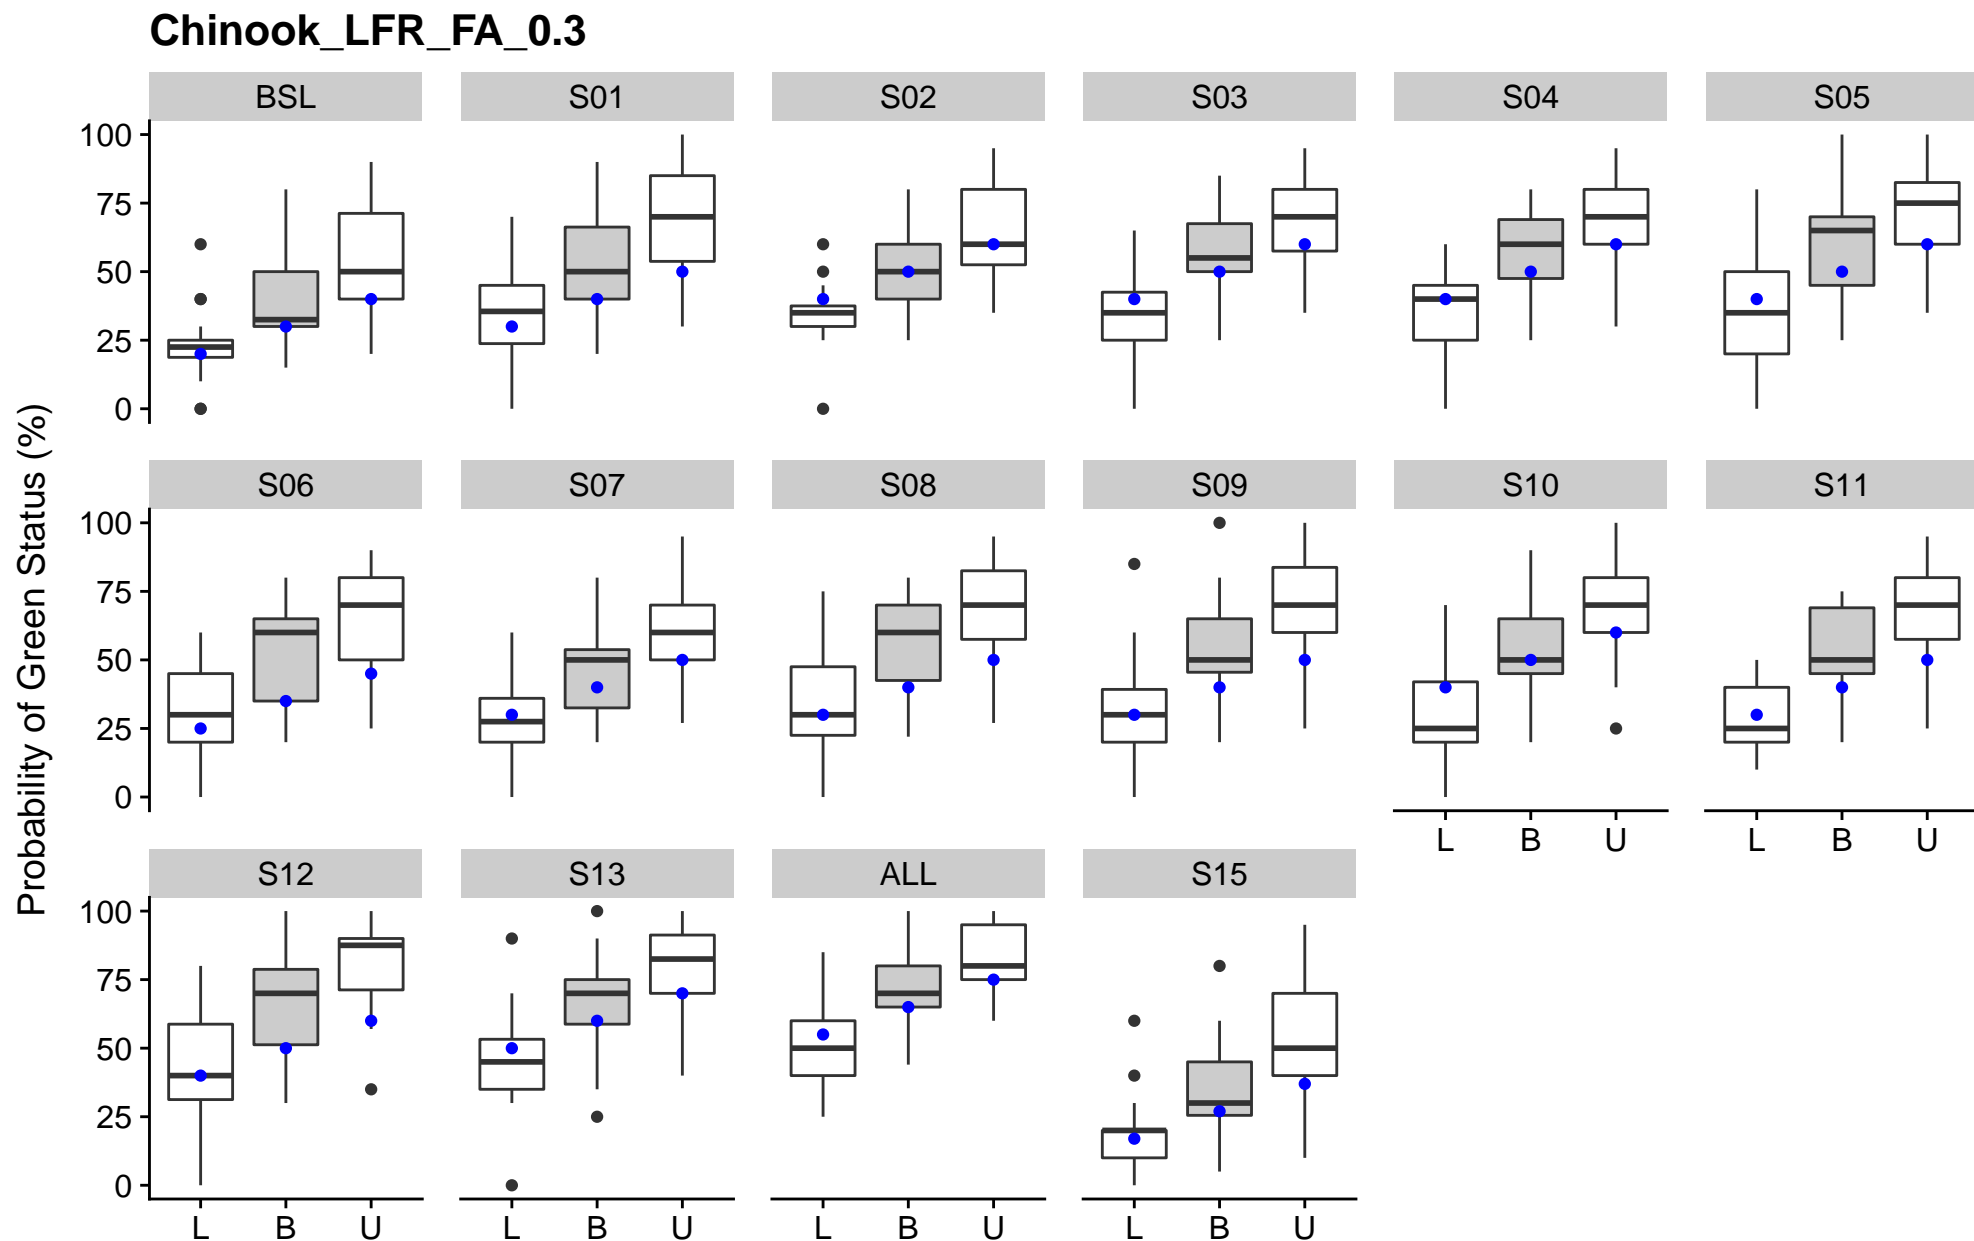 Chinook_LFR_FA_0.3
BSL S01 S02 S03 S04 S05
100
75
50
25
0
Probability of Green Status (%)
S06 S07 S08 S09 S10 S11
100
75
50
25
0
L B U L B U
S12 S13 ALL S15
100
75
50
25
0
L B U L B U L B U L B U